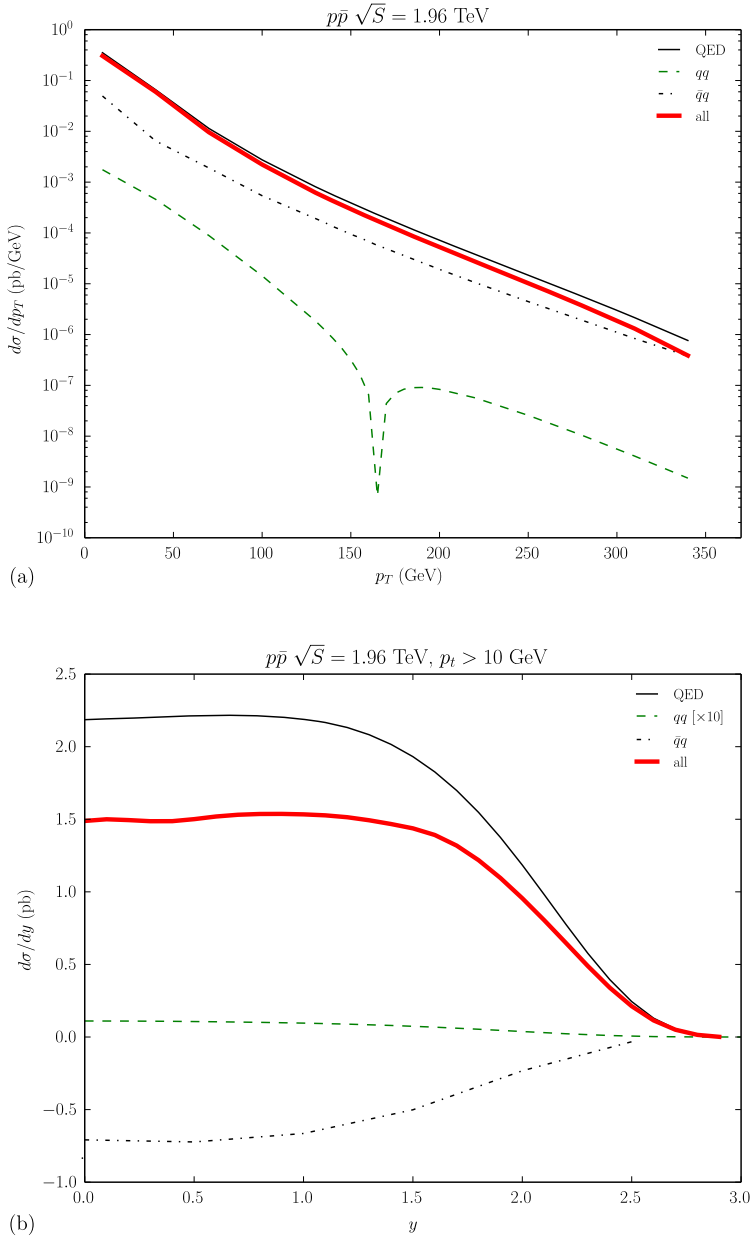 pp̄ √S = 1.96 TeV
QED
qq
q̄q
all
10⁰
10⁻¹
10⁻²
10⁻³
10⁻⁴
10⁻⁵
10⁻⁶
10⁻⁷
10⁻⁸
10⁻⁹
10⁻¹⁰
dσ/dp_T (pb/GeV)
0 50 100 150 200 250 300 350
p_T (GeV)
(a)
pp̄ √S = 1.96 TeV, p_t > 10 GeV
QED
qq [×10]
q̄q
all
2.5
2.0
1.5
1.0
0.5
0.0
−0.5
−1.0
dσ/dy (pb)
0.0 0.5 1.0 1.5 2.0 2.5 3.0
y
(b)